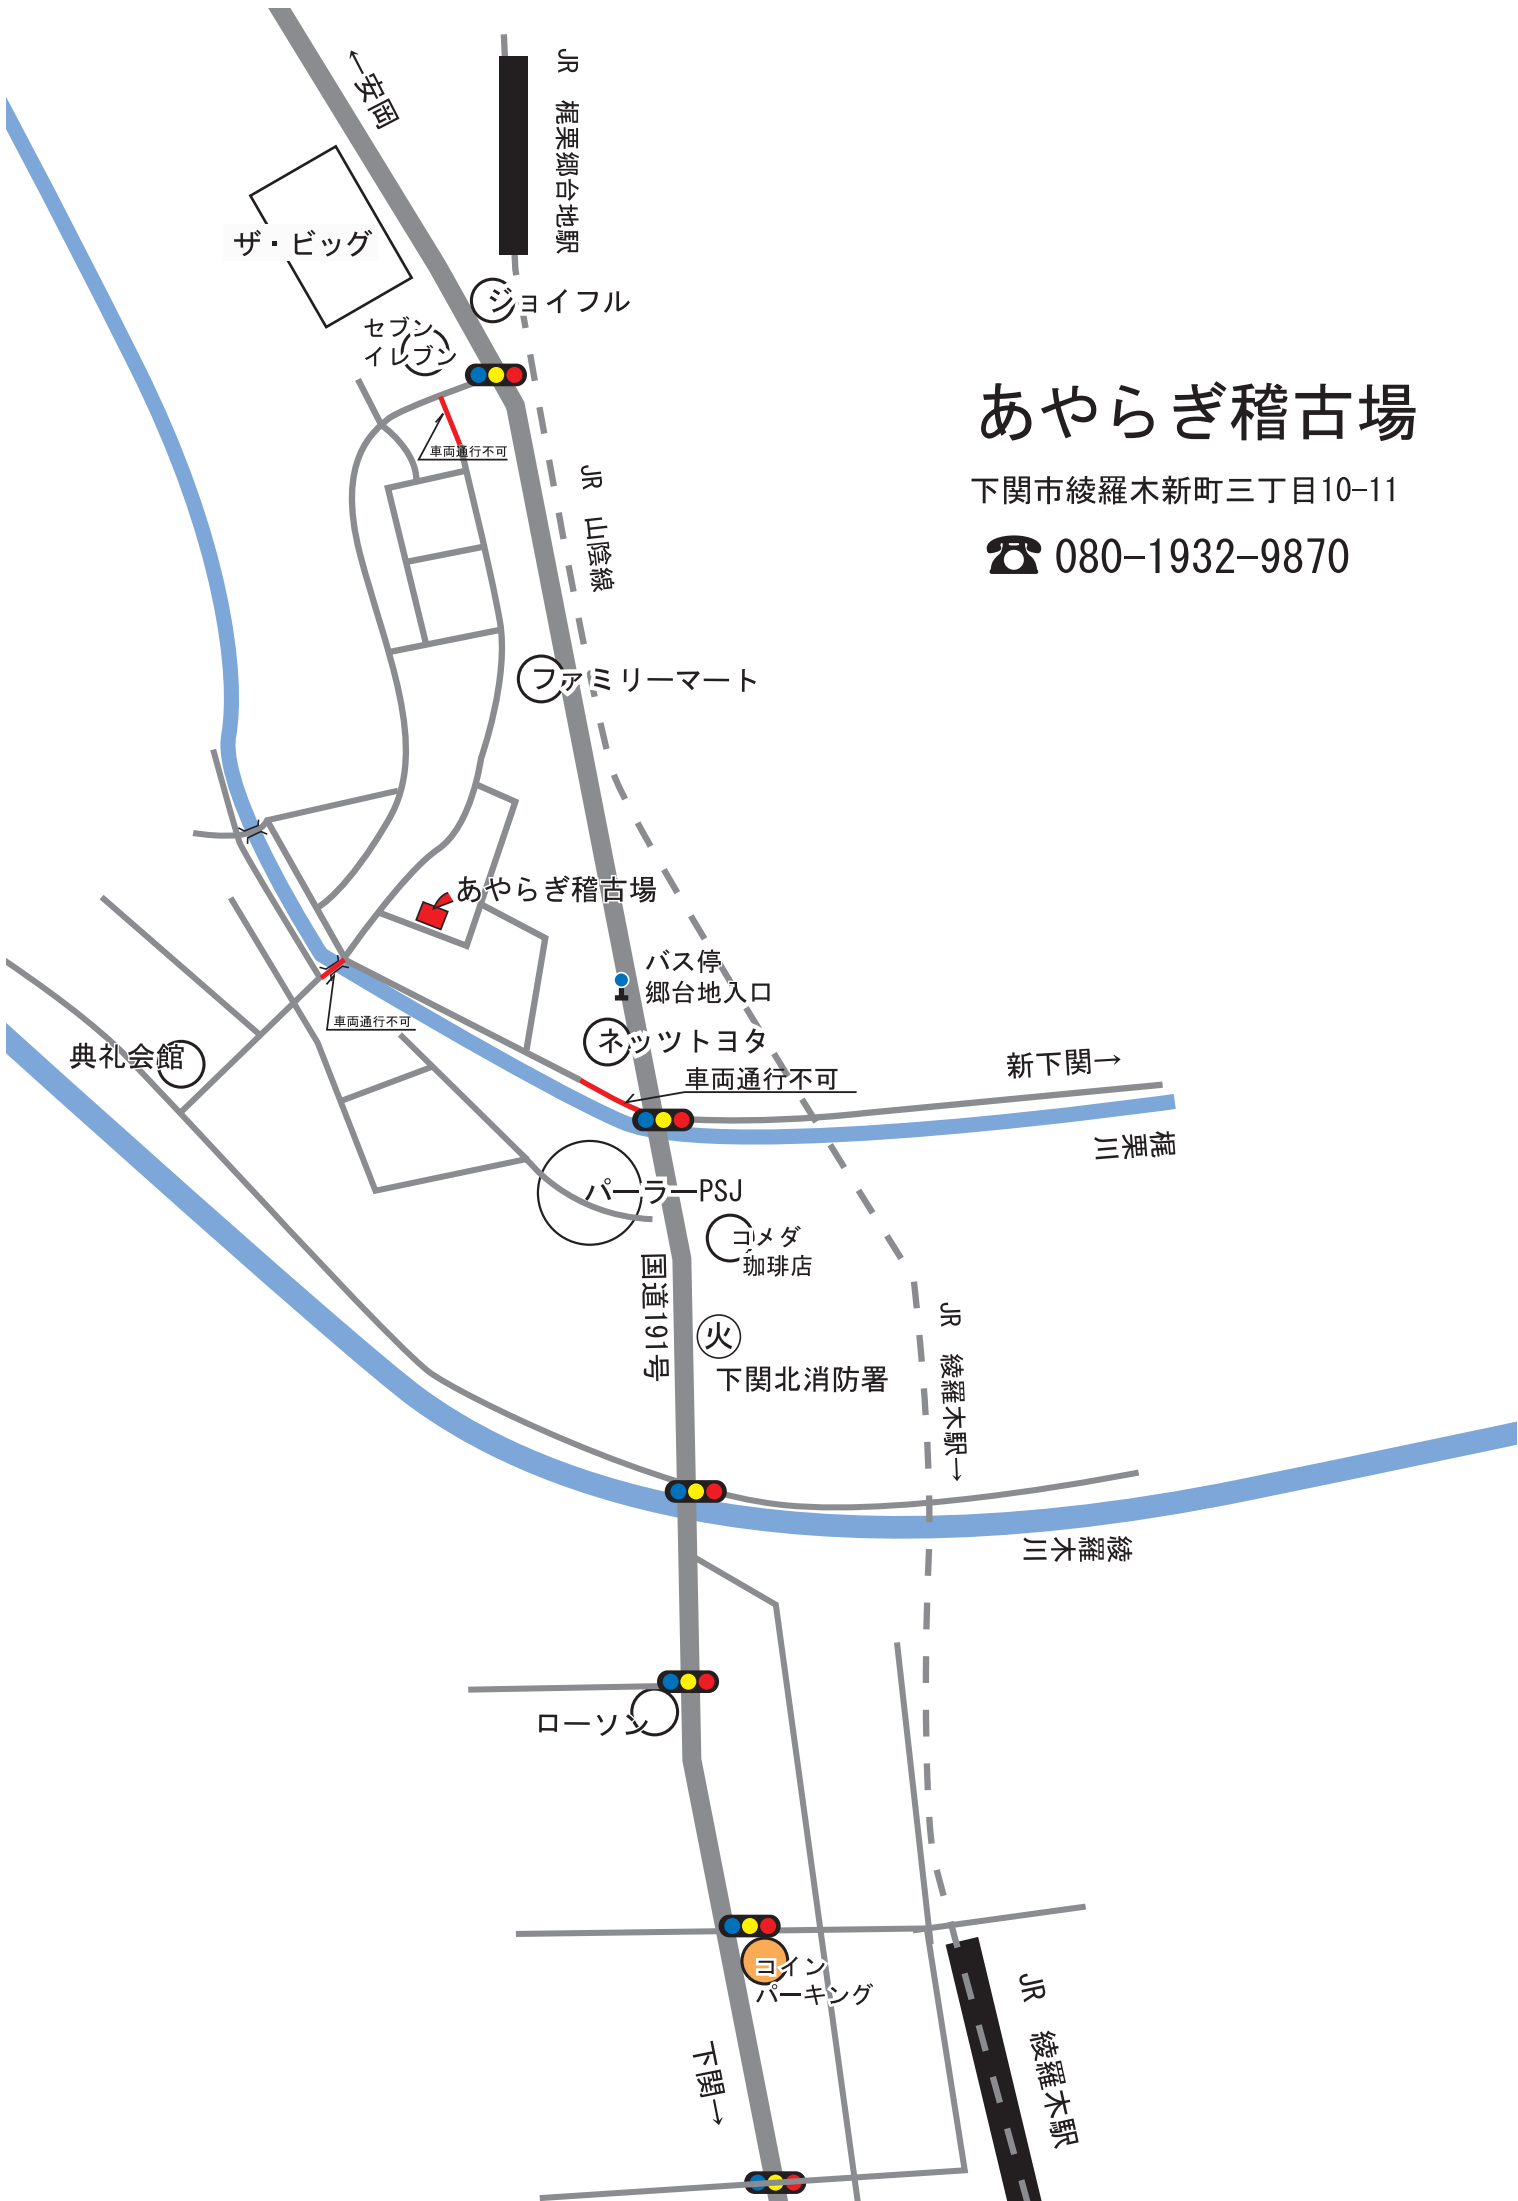 ←安岡
JR 梶栗郷台地駅
ザ・ビッグ
ジョイフル
セブン
イレブン
車両通行不可
あやらぎ稽古場
下関市綾羅木新町三丁目10-11
☎ 080-1932-9870
JR 山陰線
ファミリーマート
あやらぎ稽古場
バス停
郷台地入口
車両通行不可
ネッツトヨタ
典礼会館
車両通行不可
新下関→
梶栗川
パーラーPSJ
コメダ
珈琲店
国道191号
火
下関北消防署
JR 綾羅木駅→
綾羅木川
ローソン
コイン
パーキング
下関→
JR 綾羅木駅